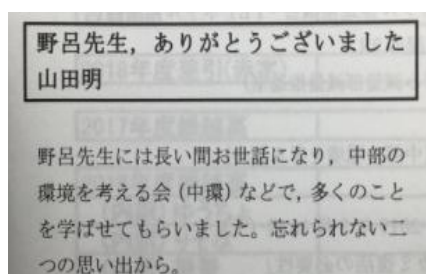 野呂先生，ありがとうございました
山田明
野呂先生には長い間お世話になり，中部の
環境を考える会（中環）などで，多くのこと
を学ばせてもらいました。忘れられない二
つの思い出から。